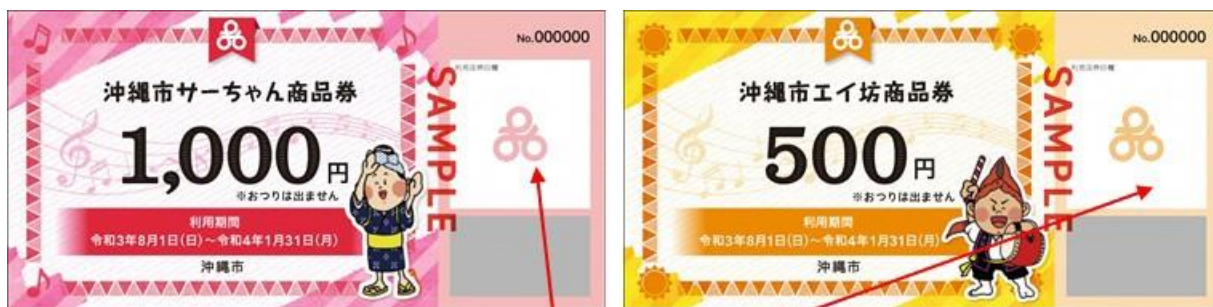 No.000000
沖縄市サーちゃん商品券
1,000円
※おつりは出ません
利用期間
令和3年8月1日(日)～令和4年1月31日(月)
沖縄市
SAMPLE
No.000000
沖縄市エイ坊商品券
500円
※おつりは出ません
利用期間
令和3年8月1日(日)～令和4年1月31日(月)
沖縄市
SAMPLE